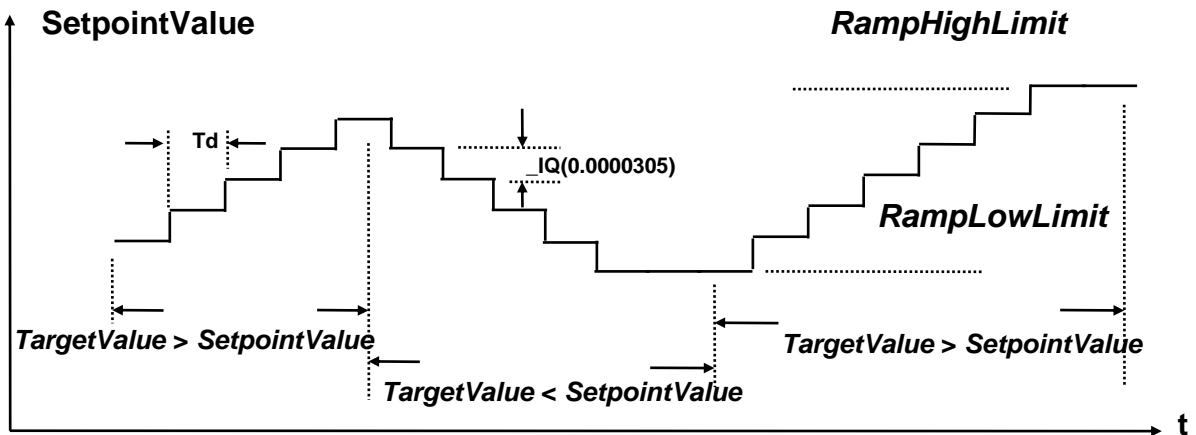 SetpointValue
RampHighLimit
Td
_IQ(0.0000305)
RampLowLimit
TargetValue > SetpointValue
TargetValue > SetpointValue
TargetValue < SetpointValue
t